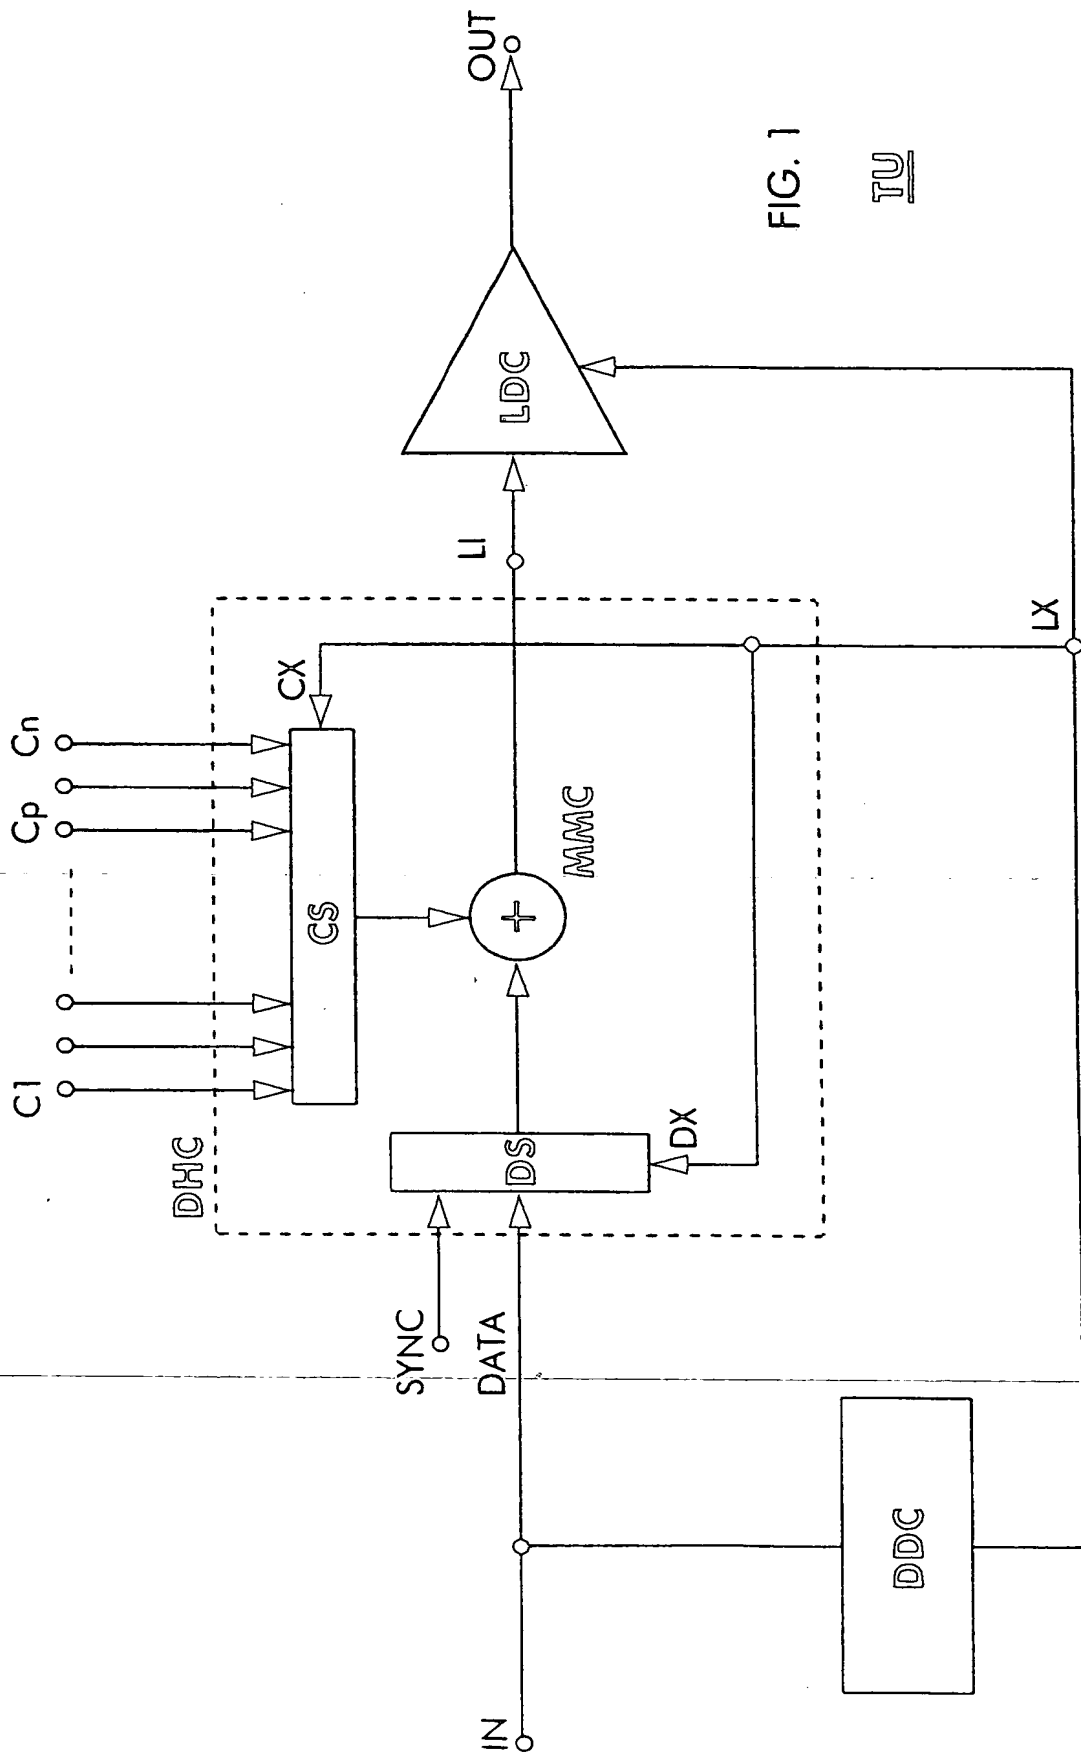 C1
Cp
Cn
DHC
CS
CX
SYNC
DATA
IN
DS
MMC
LI
LDC
OUT
DX
DDC
LX
FIG. 1
TU